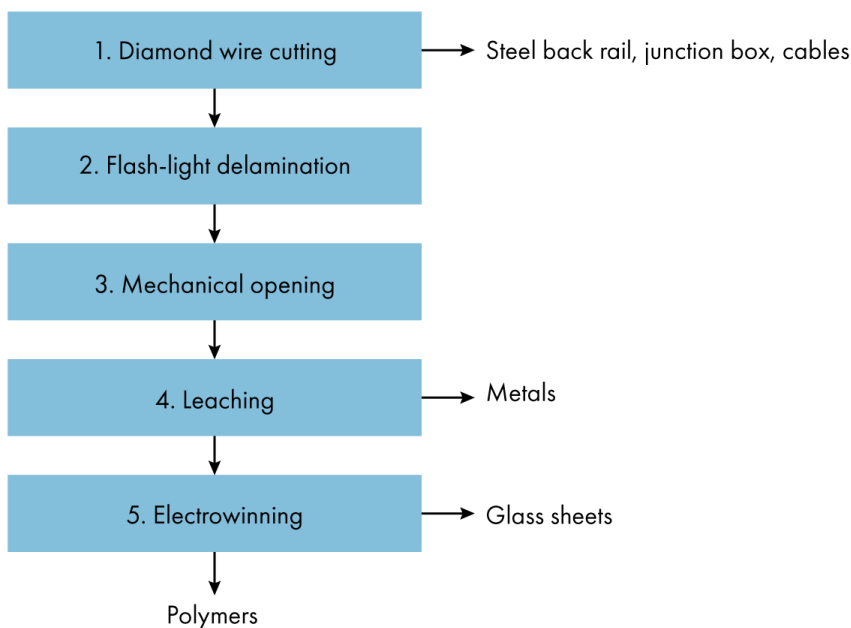 1. Diamond wire cutting
Steel back rail, junction box, cables
2. Flash-light delamination
3. Mechanical opening
4. Leaching
Metals
5. Electrowinning
Glass sheets
Polymers